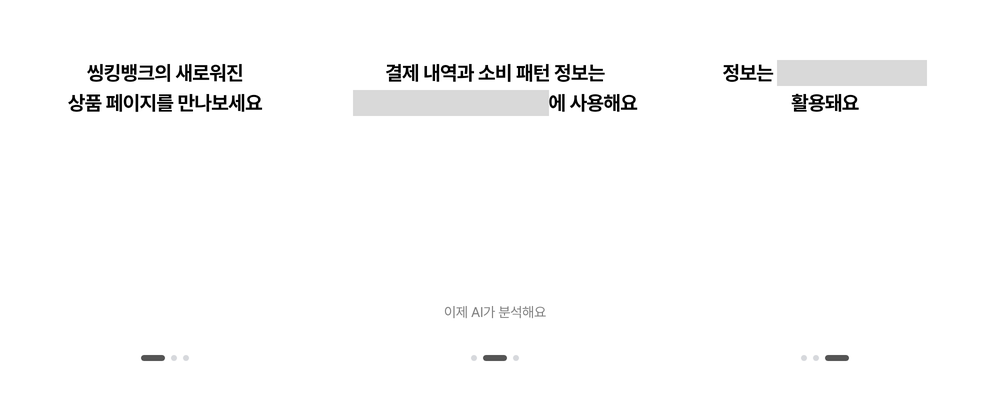 씽킹뱅크의 새로워진
상품 페이지를 만나보세요
결제 내역과 소비 패턴 정보는
에 사용해요
이제 AI가 분석해요
정보는
활용돼요